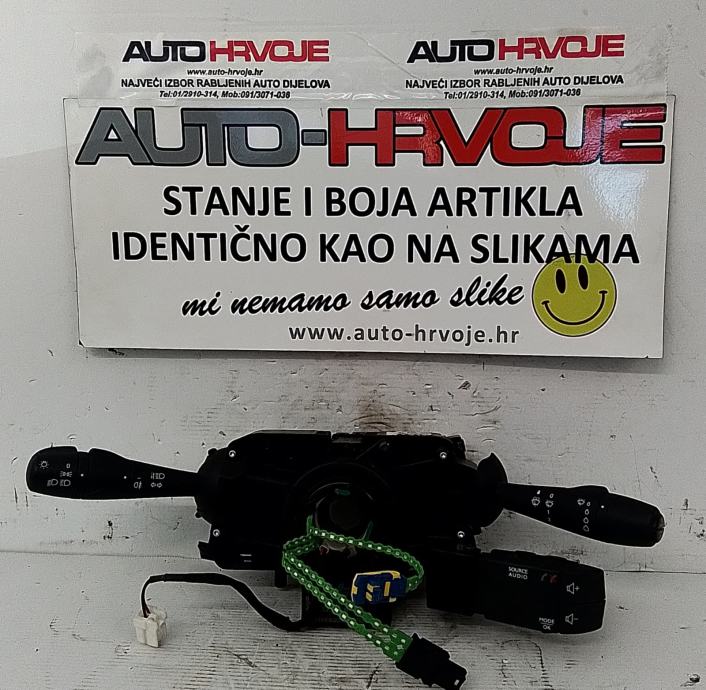 AUTO HRVOJE
www.auto-hrvoje.hr
NAJVEĆI IZBOR RABLJENIH AUTO DIJELOVA
Tel:01/2910-314, Mob:091/3071-036
AUTO HRVOJE
www.auto-hrvoje.hr
NAJVEĆI IZBOR RABLJENIH AUTO DIJELOVA
Tel:01/2910-314, Mob:091/3071-036
AUTO-HRVOJE
STANJE I BOJA ARTIKLA
IDENTIČNO KAO NA SLIKAMA
mi nemamo samo slike
www.auto-hrvoje.hr
SOURCE
AUDIO
MODE
OK